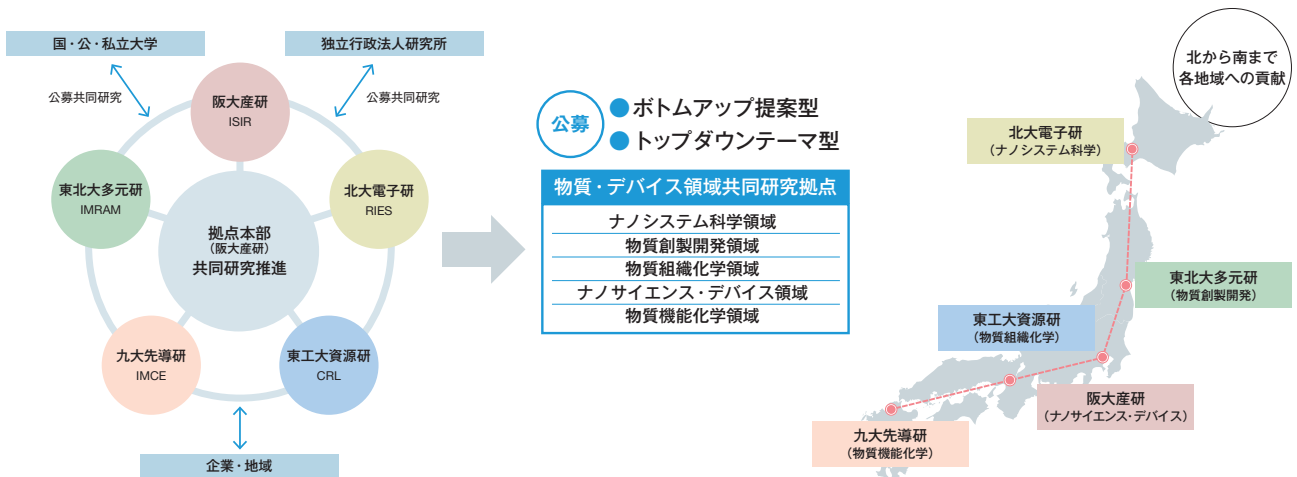 国・公・私立大学
独立行政法人研究所
公募共同研究
公募共同研究
阪大産研
ISIR
東北大多元研
IMRAM
北大電子研
RIES
拠点本部
（阪大産研）
共同研究推進
九大先導研
IMCE
東工大資源研
CRL
企業・地域
公募
●ボトムアップ提案型
●トップダウンテーマ型
物質・デバイス領域共同研究拠点
ナノシステム科学領域
物質創製開発領域
物質組織化学領域
ナノサイエンス・デバイス領域
物質機能化学領域
北から南まで
各地域への貢献
北大電子研
（ナノシステム科学）
東北大多元研
（物質創製開発）
東工大資源研
（物質組織化学）
阪大産研
（ナノサイエンス・デバイス）
九大先導研
（物質機能化学）